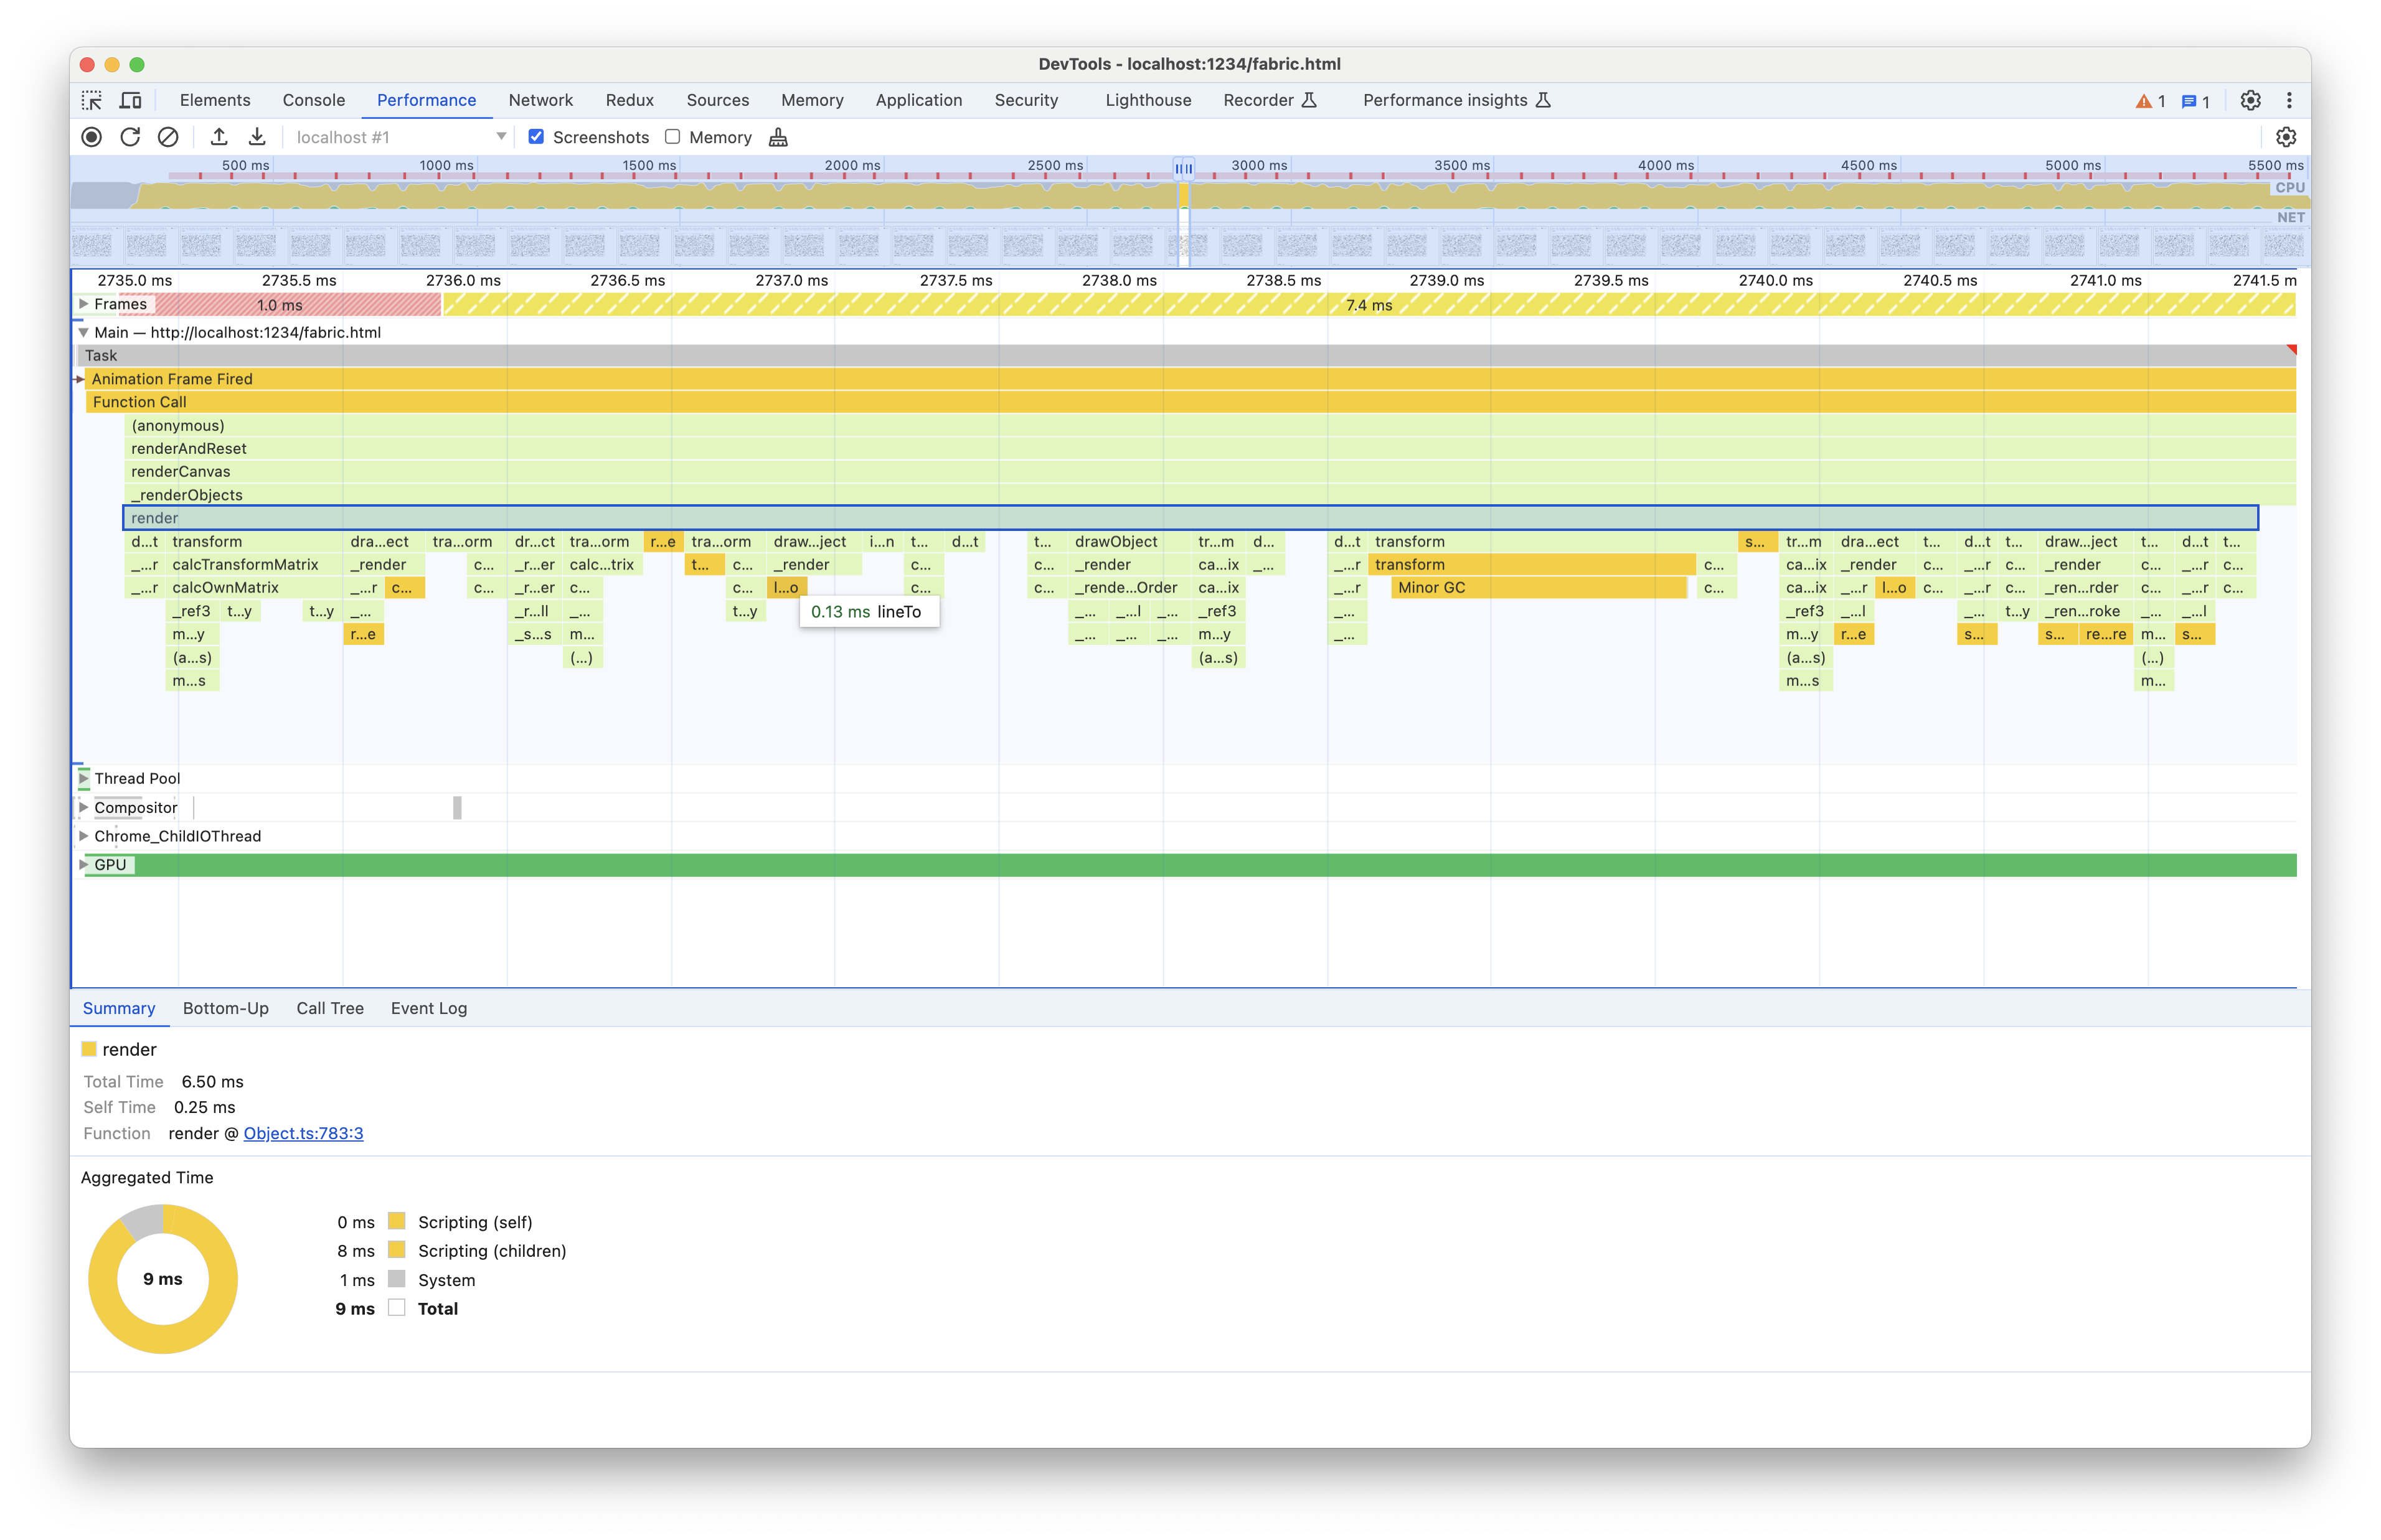 DevTools - localhost:1234/fabric.html
Elements Console Performance Network Redux Sources Memory Application Security Lighthouse Recorder Performance insights 1 1
localhost #1 Screenshots Memory
500 ms 1000 ms 1500 ms 2000 ms 2500 ms 3000 ms 3500 ms 4000 ms 4500 ms 5000 ms 5500 ms
CPU
NET
2735.0 ms 2735.5 ms 2736.0 ms 2736.5 ms 2737.0 ms 2737.5 ms 2738.0 ms 2738.5 ms 2739.0 ms 2739.5 ms 2740.0 ms 2740.5 ms 2741.0 ms 2741.5 m
Frames 1.0 ms 7.4 ms
Main — http://localhost:1234/fabric.html
Task
Animation Frame Fired
Function Call
(anonymous)
renderAndReset
renderCanvas
_renderObjects
render
d...t transform dra...ect tra...orm dr...ct tra...orm r...e tra...orm draw...ject i...n t... d...t t... drawObject tr...m d... d...t transform s... tr...m dra...ect t... d...t t... draw...ject t... d...t t...
_...r calcTransformMatrix _render c... _r...er calc...trix t... c... _render c... c... _render ca...ix _... _...r transform c... ca...ix _render c... _...r c... _render c... _...r c...
_...r calcOwnMatrix _...r c... c... _r...er c... c... l...o c... c... _rende...Order ca...ix _...r Minor GC c... ca...ix _...r l...o c... _...r c... _ren...rder c... _...r c...
_ref3 t...y t...y _... _r...ll _... t...y 0.13 ms lineTo _... _...l _... _ref3 _... _ref3 _...l _... t...y _ren...roke _... _...l
m...y r...e _s...s m... _... _... _... m...y _... m...y r...e s... s... re...re m... s...
(a...s) (...) (a...s) (a...s) (...)
m...s m...s m...
Thread Pool
Compositor
Chrome_ChildIOThread
GPU
Summary Bottom-Up Call Tree Event Log
render
Total Time 6.50 ms
Self Time 0.25 ms
Function render @ Object.ts:783:3
Aggregated Time
9 ms
0 ms Scripting (self)
8 ms Scripting (children)
1 ms System
9 ms Total